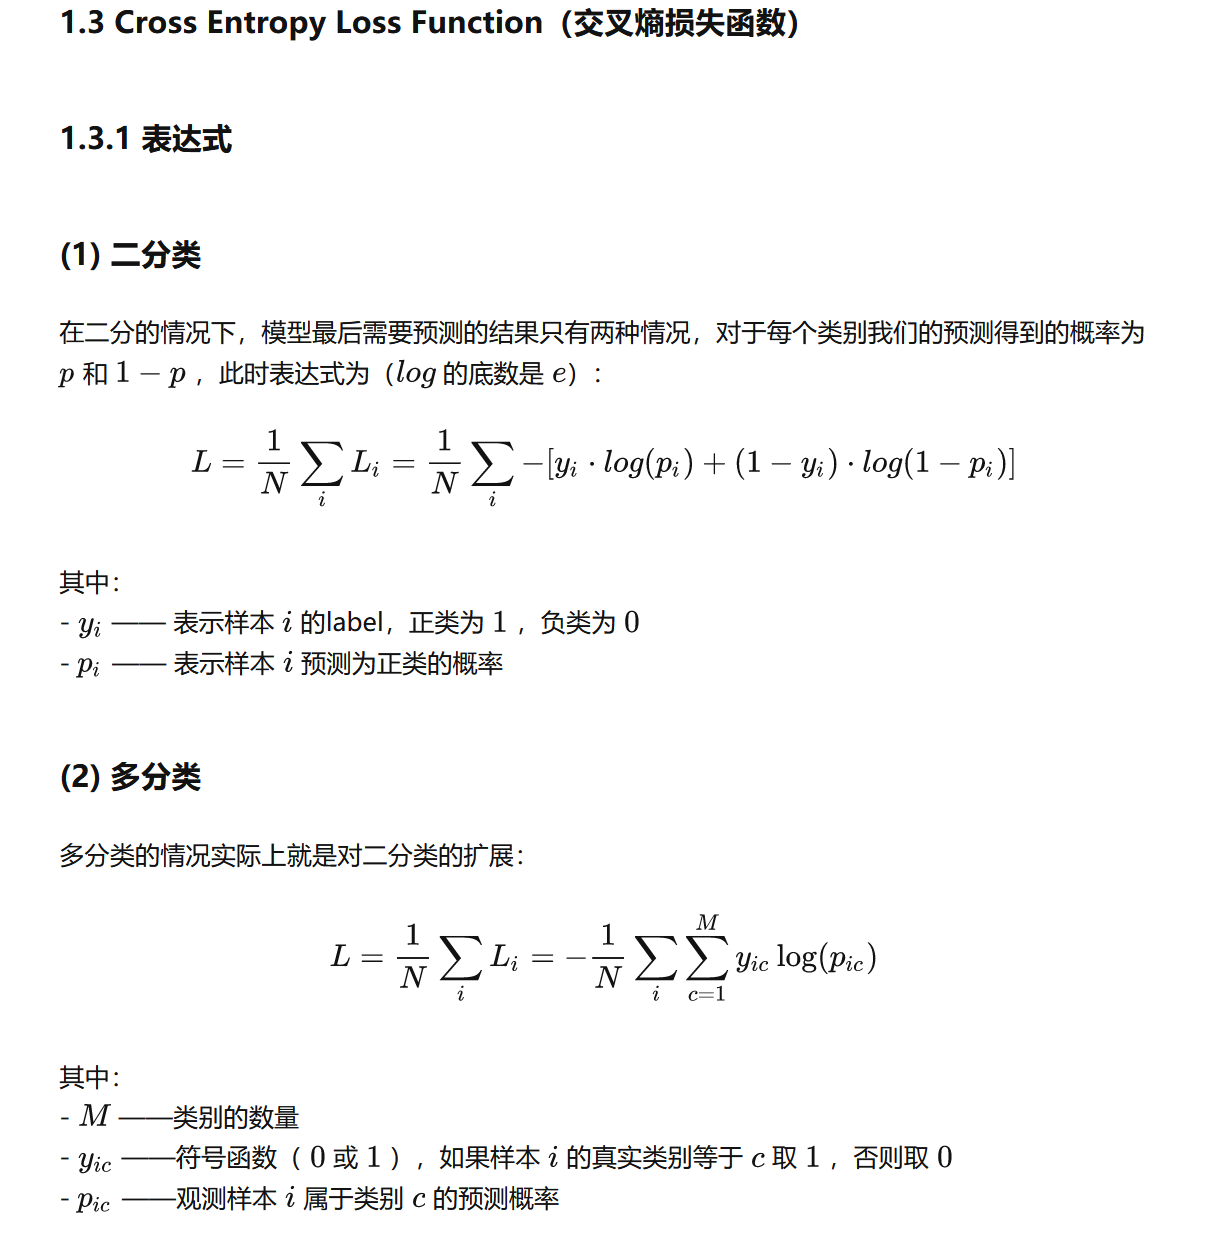 1.3 Cross Entropy Loss Function（交叉熵损失函数）
1.3.1 表达式
(1) 二分类
在二分的情况下，模型最后需要预测的结果只有两种情况，对于每个类别我们的预测得到的概率为
p 和 1 − p ，此时表达式为（log 的底数是 e）：
L = \frac{1}{N} \sum_{i} L_i = \frac{1}{N} \sum_{i} −[y_i · log(p_i) + (1 − y_i) · log(1 − p_i)]
其中：
- y_i —— 表示样本 i 的label，正类为 1 ，负类为 0
- p_i —— 表示样本 i 预测为正类的概率
(2) 多分类
多分类的情况实际上就是对二分类的扩展：
L = \frac{1}{N} \sum_{i} L_i = −\frac{1}{N} \sum_{i} \sum_{c=1}^{M} y_{ic} log(p_{ic})
其中：
- M ——类别的数量
- y_{ic} ——符号函数（ 0 或 1 ），如果样本 i 的真实类别等于 c 取 1 ，否则取 0
- p_{ic} ——观测样本 i 属于类别 c 的预测概率